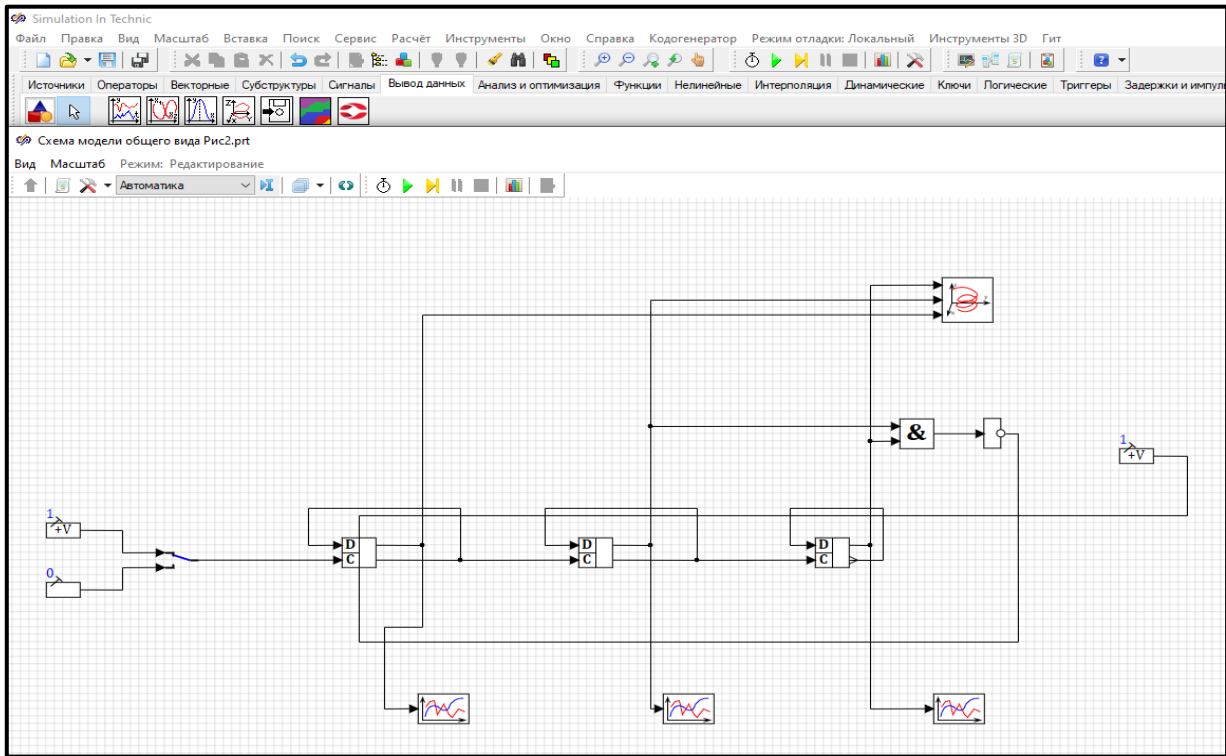 Simulation In Technic
Файл Правка Вид Масштаб Вставка Поиск Сервис Расчёт Инструменты Окно Справка Кодогенератор Режим отладки: Локальный Инструменты 3D Гит
Источники Операторы Векторные Субструктуры Сигналы Вывод данных Анализ и оптимизация Функции Нелинейные Интерполяция Динамические Ключи Логические Триггеры Задержки и импул
Схема модели общего вида Рис2.prt
Вид Масштаб Режим: Редактирование
Автоматика
&
1
+V
1
+V
D D D
C C C
0